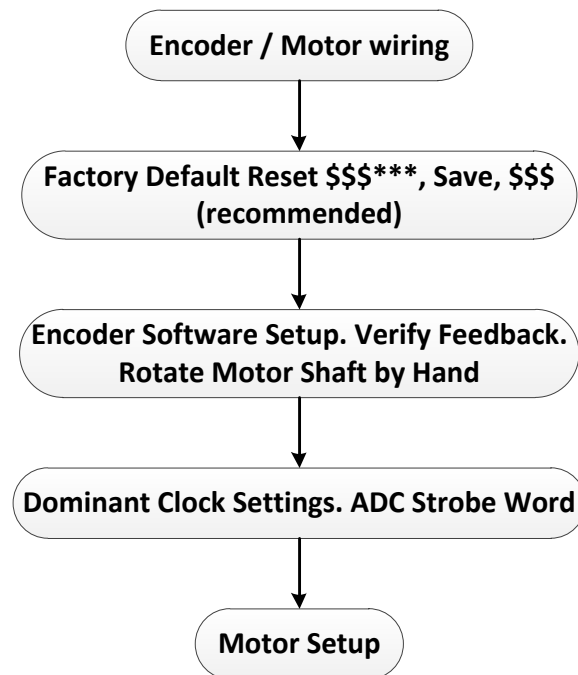 Encoder / Motor wiring
Factory Default Reset $$$***, Save, $$$
(recommended)
Encoder Software Setup. Verify Feedback.
Rotate Motor Shaft by Hand
Dominant Clock Settings. ADC Strobe Word
Motor Setup